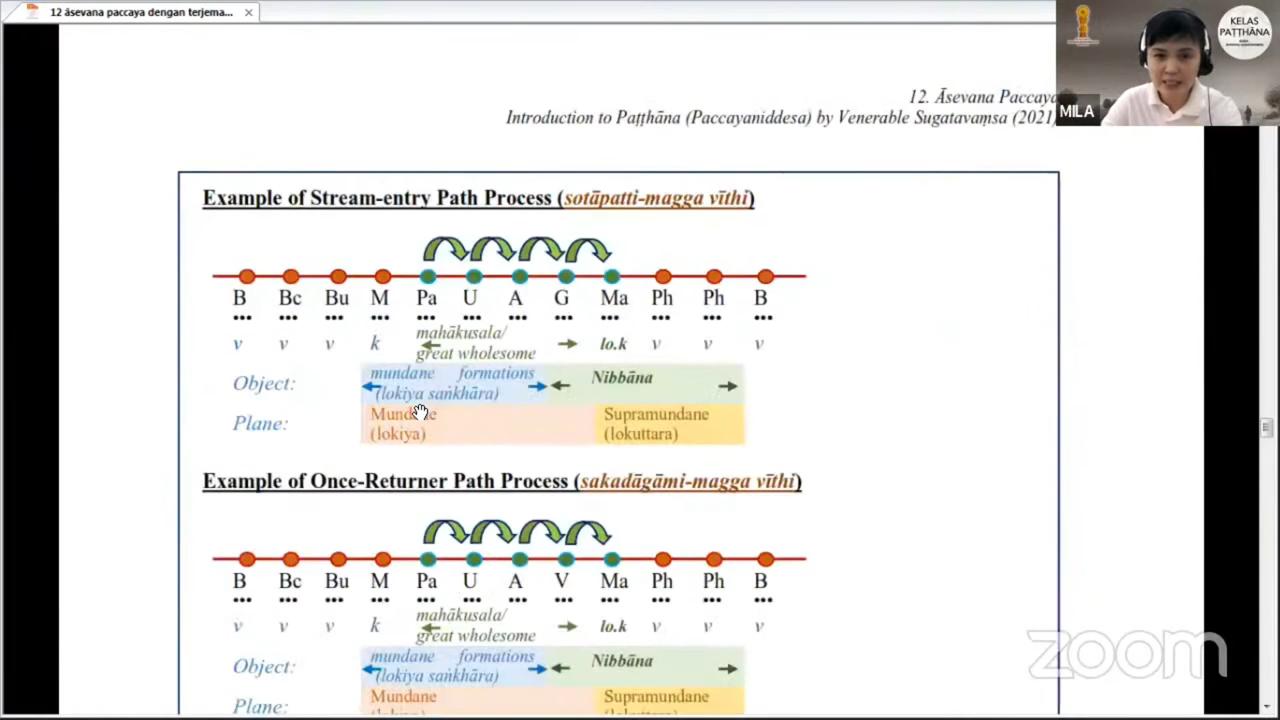 12 āsevana paccaya dengan terjema...
KELAS
PAṬṬHĀNA
MILA
12. Āsevana Paccaya
Introduction to Paṭṭhāna (Paccayaniddesa) by Venerable Sugatavaṃsa (2021)
Example of Stream-entry Path Process (sotāpatti-magga vīthi)
B Bc Bu M Pa U A G Ma Ph Ph B
... ... ... ... ... ... ... ... ... ... ... ...
v v v k mahākusala/ great wholesome lo.k v v v
Object: mundane formations (lokiya saṅkhāra) Nibbāna
Plane: Mundane (lokiya) Supramundane (lokuttara)
Example of Once-Returner Path Process (sakadāgāmi-magga vīthi)
B Bc Bu M Pa U A V Ma Ph Ph B
... ... ... ... ... ... ... ... ... ... ... ...
v v v k mahākusala/ great wholesome lo.k v v v
Object: mundane formations (lokiya saṅkhāra) Nibbāna
Plane: Mundane Supramundane
zoom